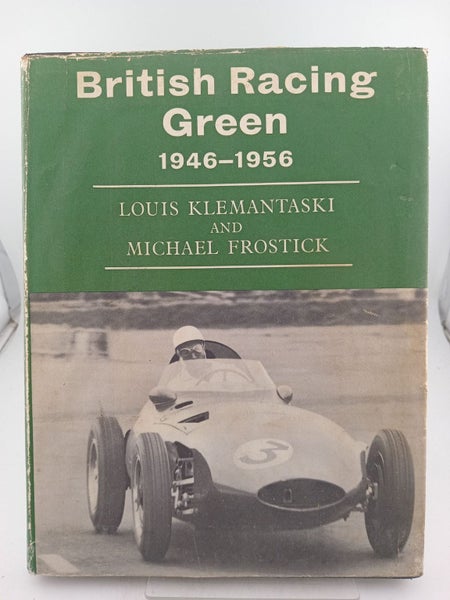 British Racing
Green
1946–1956
LOUIS KLEMANTASKI
AND
MICHAEL FROSTICK
3